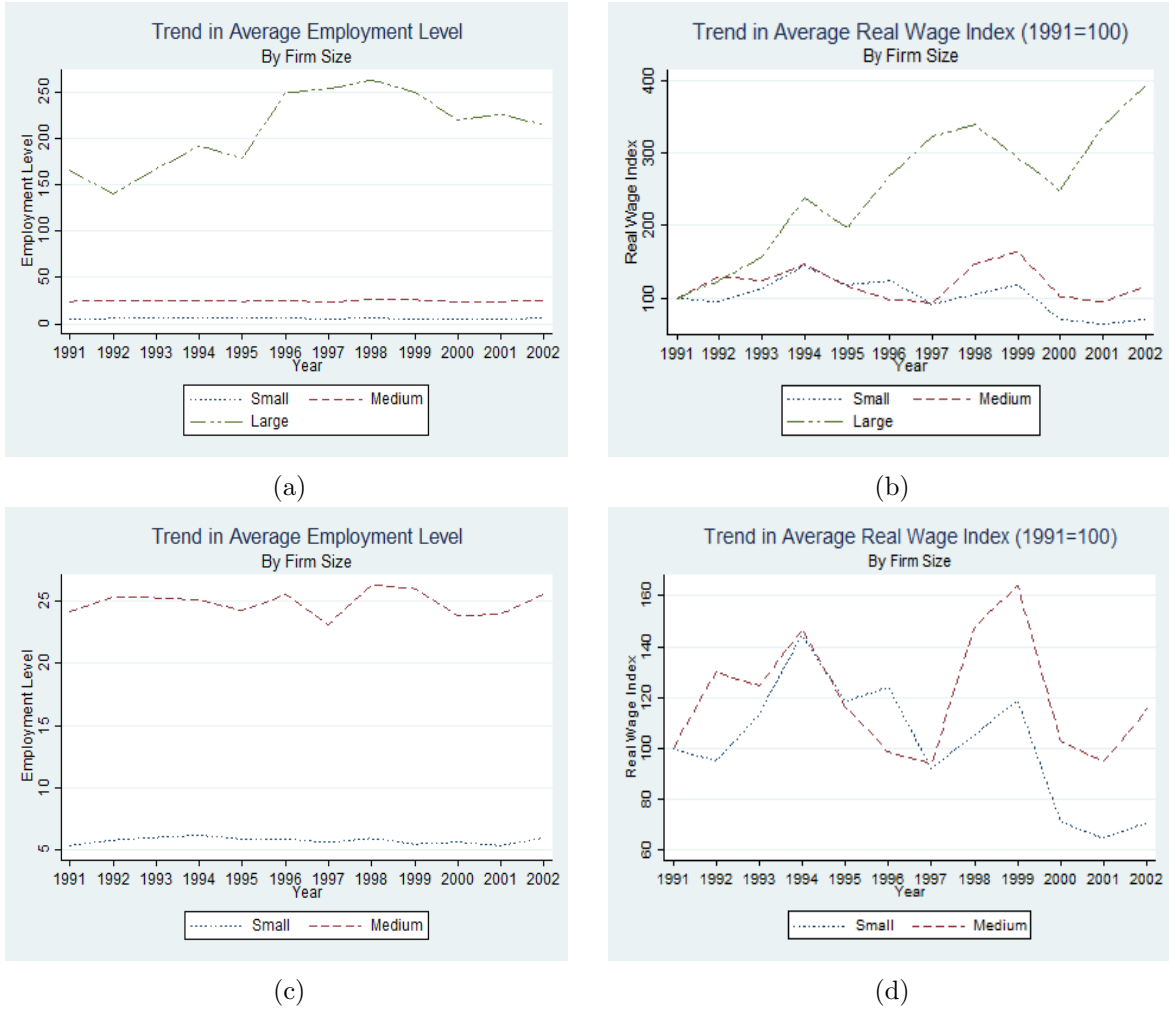 Trend in Average Employment Level
By Firm Size
Employment Level
250
200
150
100
50
0
1991 1992 1993 1994 1995 1996 1997 1998 1999 2000 2001 2002
Year
Small Medium
Large
(a)
Trend in Average Real Wage Index (1991=100)
By Firm Size
Real Wage Index
400
300
200
100
1991 1992 1993 1994 1995 1996 1997 1998 1999 2000 2001 2002
Year
Small Medium
Large
(b)
Trend in Average Employment Level
By Firm Size
Employment Level
25
20
15
10
5
1991 1992 1993 1994 1995 1996 1997 1998 1999 2000 2001 2002
Year
Small Medium
(c)
Trend in Average Real Wage Index (1991=100)
By Firm Size
Real Wage Index
160
140
120
100
80
60
1991 1992 1993 1994 1995 1996 1997 1998 1999 2000 2001 2002
Year
Small Medium
(d)